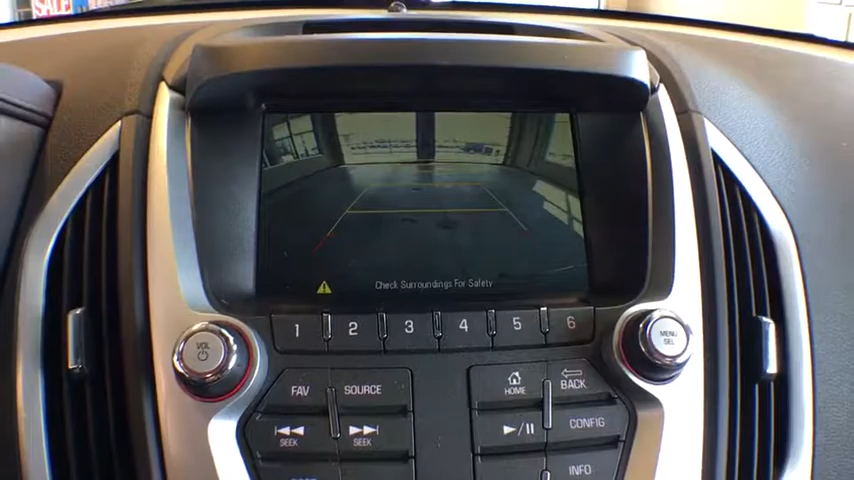 SALE
Check Surroundings For Safety
1 2 3 4 5 6
VOL
MENU
SEL
FAV SOURCE
HOME BACK
SEEK SEEK
CONFIG
INFO